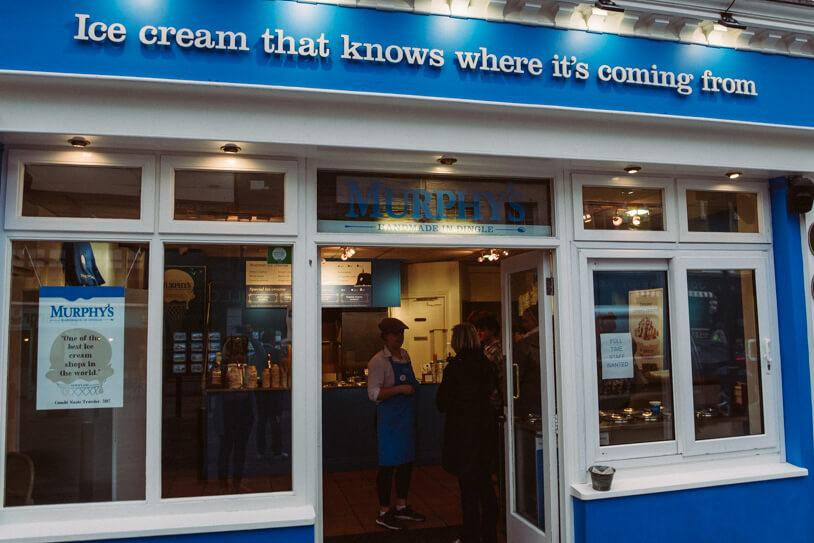 Ice cream that knows where it's coming from
MURPHY'S
HANDMADE IN DINGLE
MURPHY'S
"One of the
best ice
cream
shops in
the world."
FULL
TIME
STAFF
WANTED